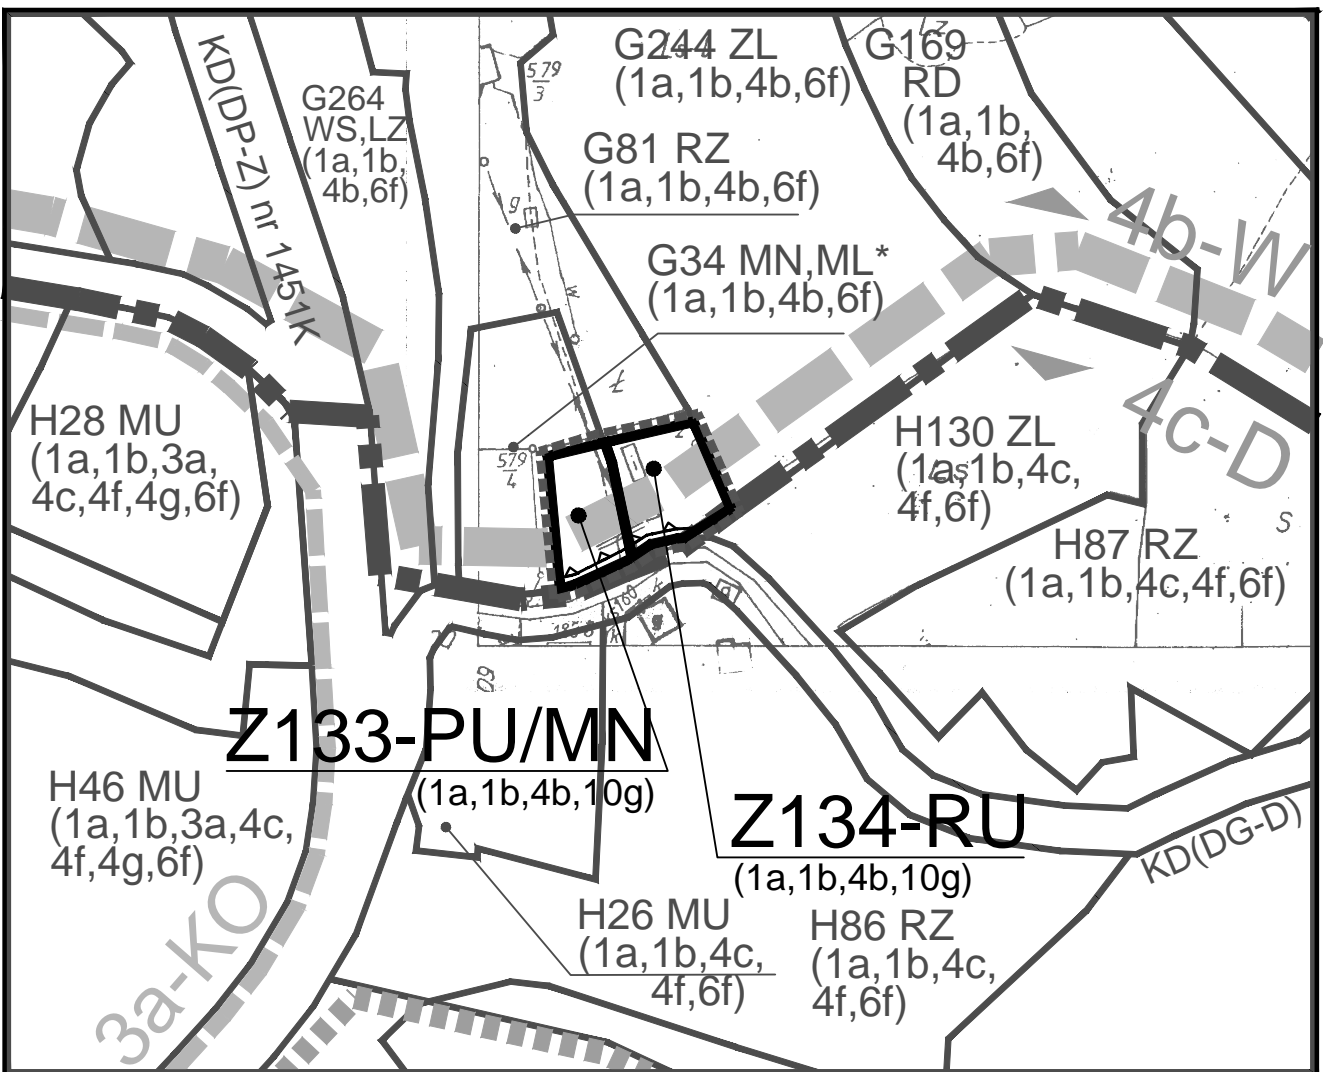 G244 ZL
(1a,1b,4b,6f)
G169
RD
(1a,1b,
4b,6f)
KD(DP-Z) nr 1451K
G264
WS,LZ
(1a,1b,
4b,6f)
579
3
G81 RZ
(1a,1b,4b,6f)
g
G34 MN,ML*
(1a,1b,4b,6f)
w
4b-W
4c-D
Ł
H28 MU
(1a,1b,3a,
4c,4f,4g,6f)
579
4
H130 ZL
(1a,1b,4c,
4f,6f)
Ls
S
H87 RZ
(1a,1b,4c,4f,6f)
Z133-PU/MN
(1a,1b,4b,10g)
H46 MU
(1a,1b,3a,4c,
4f,4g,6f)
Z134-RU
(1a,1b,4b,10g)
KD(DG-D)
3a-KO
H26 MU
(1a,1b,4c,
4f,6f)
H86 RZ
(1a,1b,4c,
4f,6f)